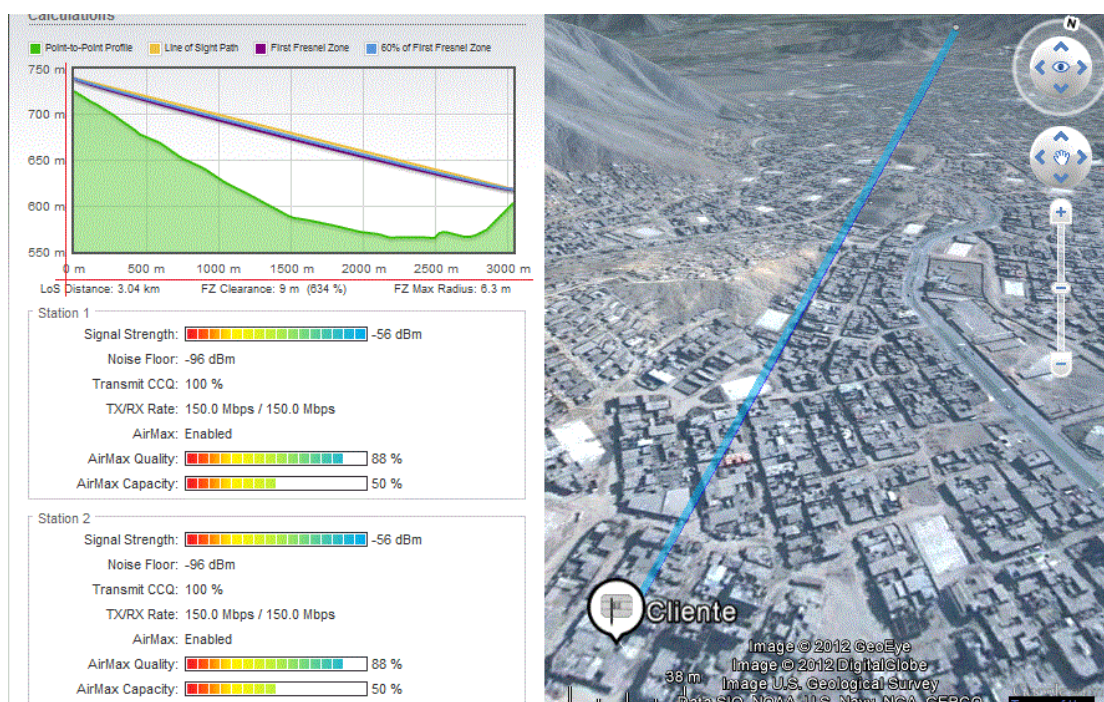 Calculations
Point-to-Point Profile Line of Sight Path First Fresnel Zone 60% of First Fresnel Zone
750 m
700 m
650 m
600 m
550 m
0 m 500 m 1000 m 1500 m 2000 m 2500 m 3000 m
LoS Distance: 3.04 km FZ Clearance: 9 m (634 %) FZ Max Radius: 6.3 m
Station 1
Signal Strength: -56 dBm
Noise Floor: -96 dBm
Transmit CCQ: 100 %
TX/RX Rate: 150.0 Mbps / 150.0 Mbps
AirMax: Enabled
AirMax Quality: 88 %
AirMax Capacity: 50 %
Station 2
Signal Strength: -56 dBm
Noise Floor: -96 dBm
Transmit CCQ: 100 %
TX/RX Rate: 150.0 Mbps / 150.0 Mbps
AirMax: Enabled
AirMax Quality: 88 %
AirMax Capacity: 50 %
N
Cliente
Image © 2012 GeoEye
Image © 2012 DigitalGlobe
38 m
Image U.S. Geological Survey
Data SIO, NOAA, U.S. Navy, NGA, GEBCO